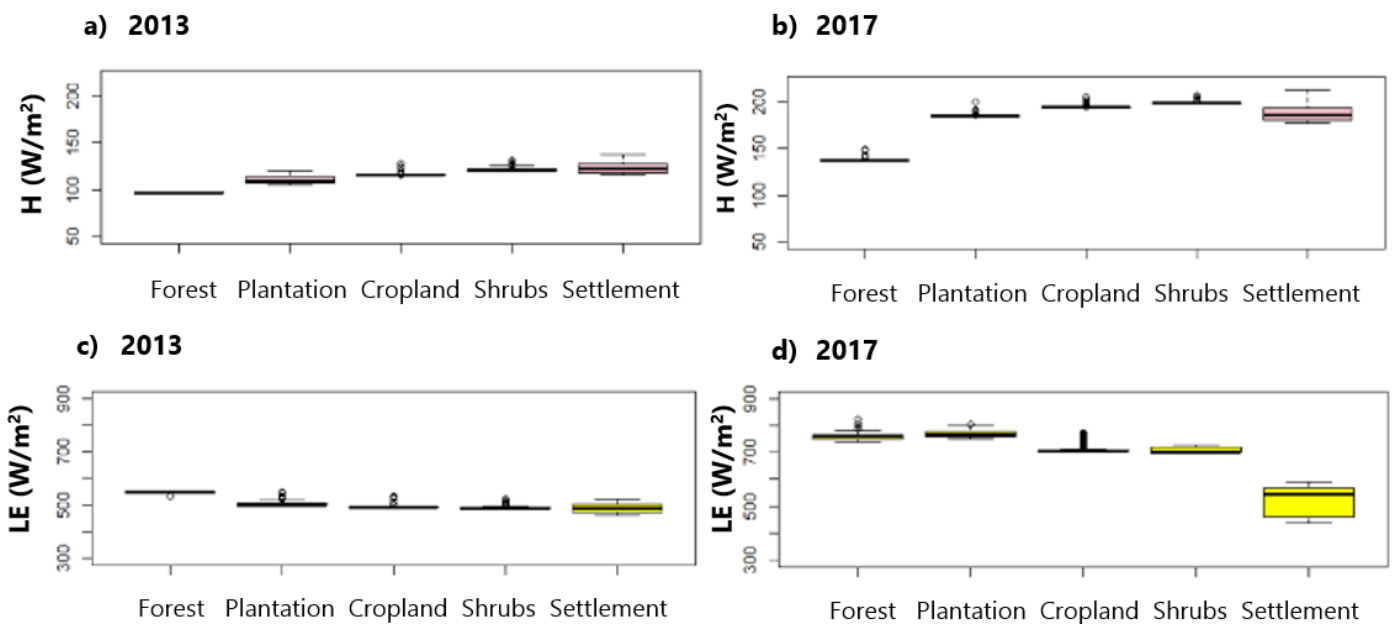 a) 2013
H (W/m²)
200
150
100
50
Forest Plantation Cropland Shrubs Settlement
b) 2017
H (W/m²)
200
150
100
50
Forest Plantation Cropland Shrubs Settlement
c) 2013
LE (W/m²)
900
700
500
300
Forest Plantation Cropland Shrubs Settlement
d) 2017
LE (W/m²)
900
700
500
300
Forest Plantation Cropland Shrubs Settlement